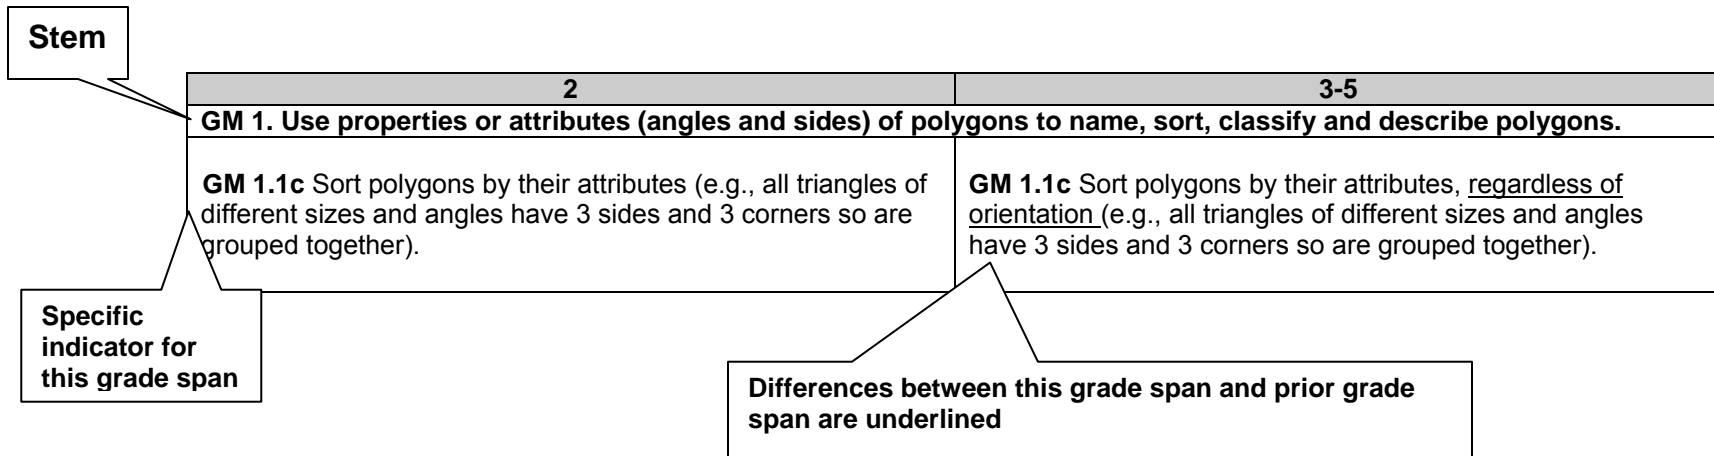 Stem
2
3-5
GM 1. Use properties or attributes (angles and sides) of polygons to name, sort, classify and describe polygons.
GM 1.1c Sort polygons by their attributes (e.g., all triangles of
different sizes and angles have 3 sides and 3 corners so are
grouped together).
GM 1.1c Sort polygons by their attributes, regardless of
orientation (e.g., all triangles of different sizes and angles
have 3 sides and 3 corners so are grouped together).
Specific
indicator for
this grade span
Differences between this grade span and prior grade
span are underlined